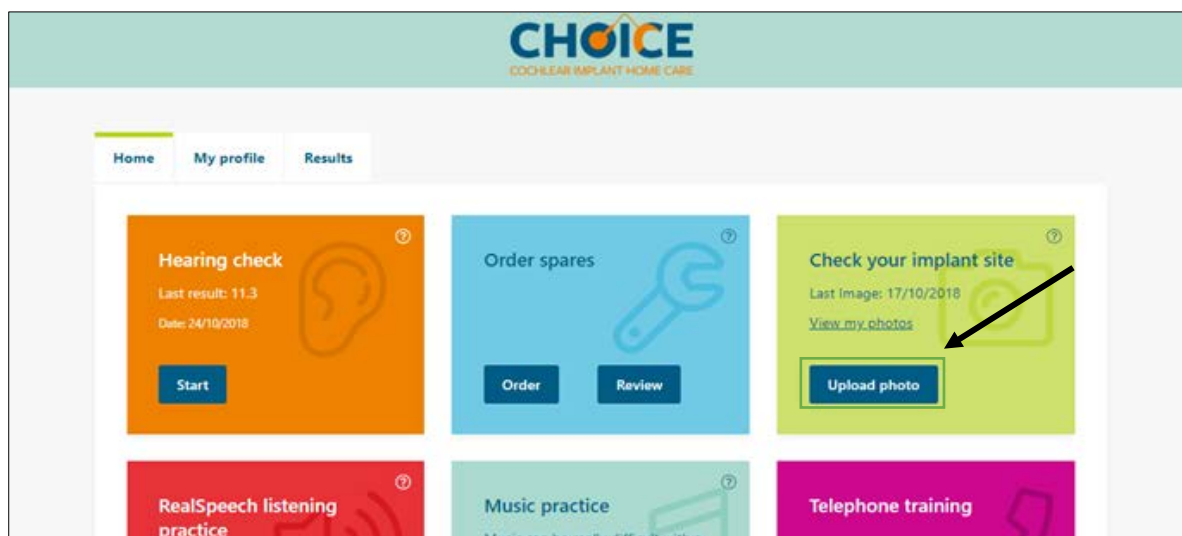 CHOICE
COCHLEAR IMPLANT HOME CARE
Home My profile Results
Hearing check
Last result: 11.3
Date: 24/10/2018
Start
Order spares
Order Review
Check your implant site
Last Image: 17/10/2018
View my photos
Upload photo
RealSpeech listening
practice
Music practice
Telephone training